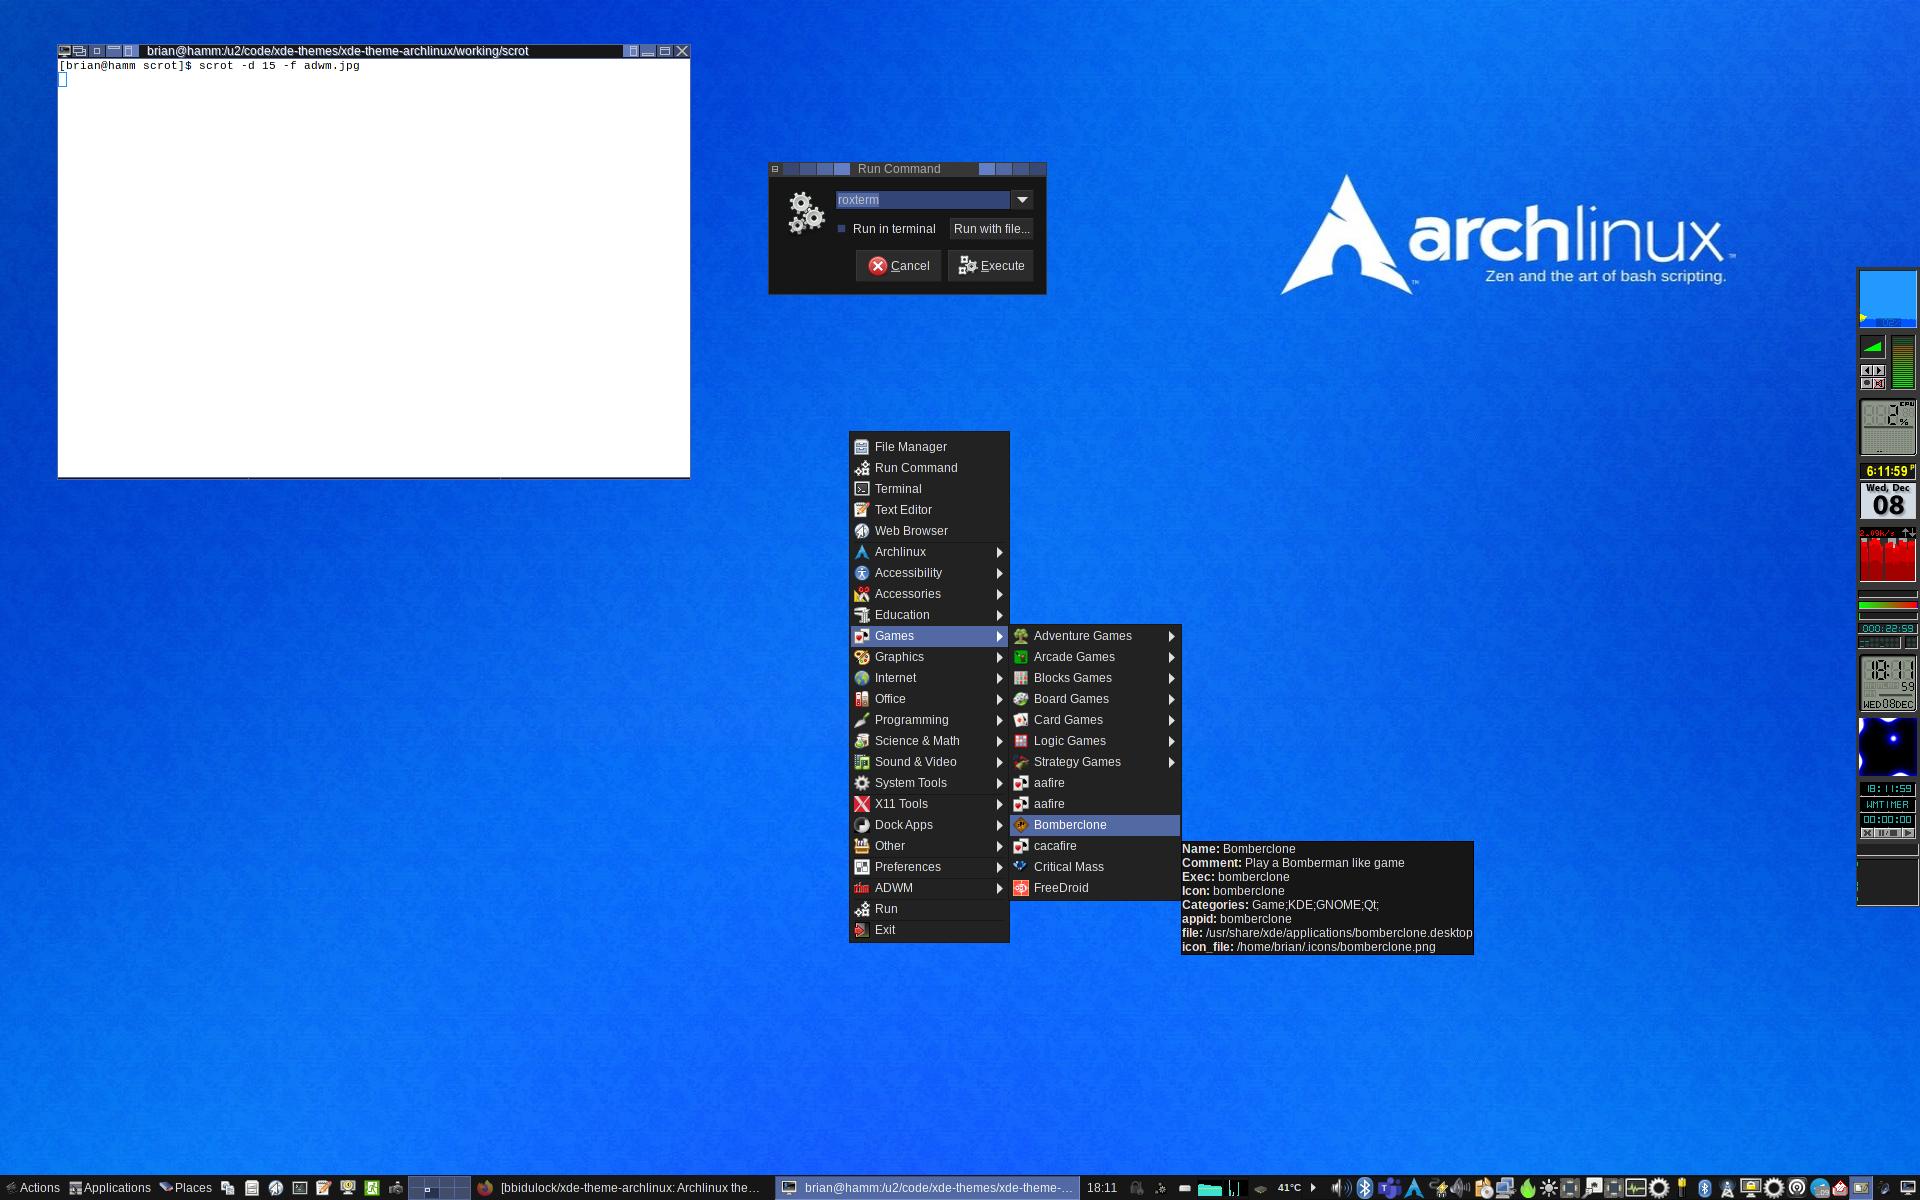 brian@hamm:/u2/code/xde-themes/xde-theme-archlinux/working/scrot
[brian@hamm scrot]$ scrot -d 15 -f adwm.jpg
Run Command
roxterm
Run in terminal
Run with file...
Cancel
Execute
archlinux
Zen and the art of bash scripting.
File Manager
Run Command
Terminal
Text Editor
Web Browser
Archlinux
Accessibility
Accessories
Education
Games
Graphics
Internet
Office
Programming
Science & Math
Sound & Video
System Tools
X11 Tools
Dock Apps
Other
Preferences
ADWM
Run
Exit
Adventure Games
Arcade Games
Blocks Games
Board Games
Card Games
Logic Games
Strategy Games
aafire
aafire
Bomberclone
cacafire
Critical Mass
FreeDroid
Name: Bomberclone
Comment: Play a Bomberman like game
Exec: bomberclone
Icon: bomberclone
Categories: Game;KDE;GNOME;Qt;
appid: bomberclone
file: /usr/share/xde/applications/bomberclone.desktop
icon_file: /home/brian/.icons/bomberclone.png
CPU
2
%
6:11:59 P
Wed, Dec
08
000:22:59
18:11
59
WED08DEC
18:11:59
WMTIMER
00:00:00
Actions
Applications
Places
[bbidulock/xde-theme-archlinux: Archlinux the...
brian@hamm:/u2/code/xde-themes/xde-theme-...
18:11
41°C